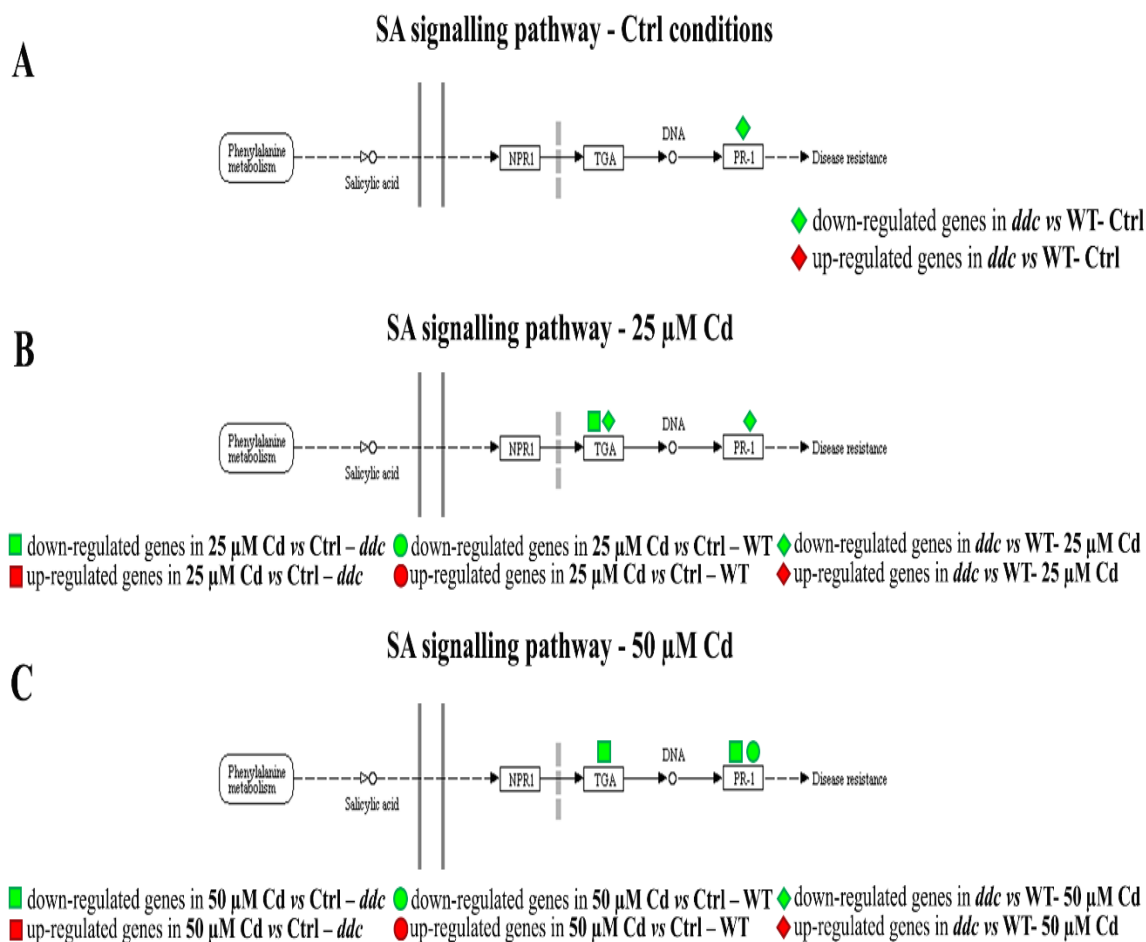 SA signalling pathway - Ctrl conditions
A
Phenylalanine
metabolism
Salicylic acid
NPR1
TGA
DNA
PR-1
Disease resistance
down-regulated genes in ddc vs WT- Ctrl
up-regulated genes in ddc vs WT- Ctrl
SA signalling pathway - 25 µM Cd
B
Phenylalanine
metabolism
Salicylic acid
NPR1
TGA
DNA
PR-1
Disease resistance
down-regulated genes in 25 µM Cd vs Ctrl – ddc
down-regulated genes in 25 µM Cd vs Ctrl – WT
down-regulated genes in ddc vs WT- 25 µM Cd
up-regulated genes in 25 µM Cd vs Ctrl – ddc
up-regulated genes in 25 µM Cd vs Ctrl – WT
up-regulated genes in ddc vs WT- 25 µM Cd
SA signalling pathway - 50 µM Cd
C
Phenylalanine
metabolism
Salicylic acid
NPR1
TGA
DNA
PR-1
Disease resistance
down-regulated genes in 50 µM Cd vs Ctrl – ddc
down-regulated genes in 50 µM Cd vs Ctrl – WT
down-regulated genes in ddc vs WT- 50 µM Cd
up-regulated genes in 50 µM Cd vs Ctrl – ddc
up-regulated genes in 50 µM Cd vs Ctrl – WT
up-regulated genes in ddc vs WT- 50 µM Cd